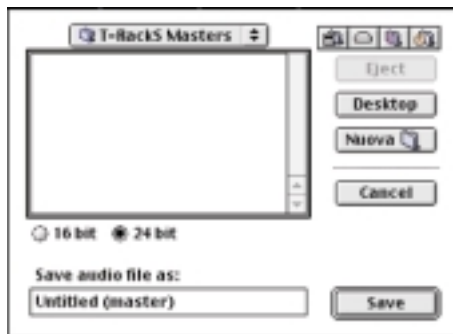 T-RackS Masters
Eject
Desktop
Nuova
Cancel
16 bit 24 bit
Save audio file as:
Untitled (master)
Save